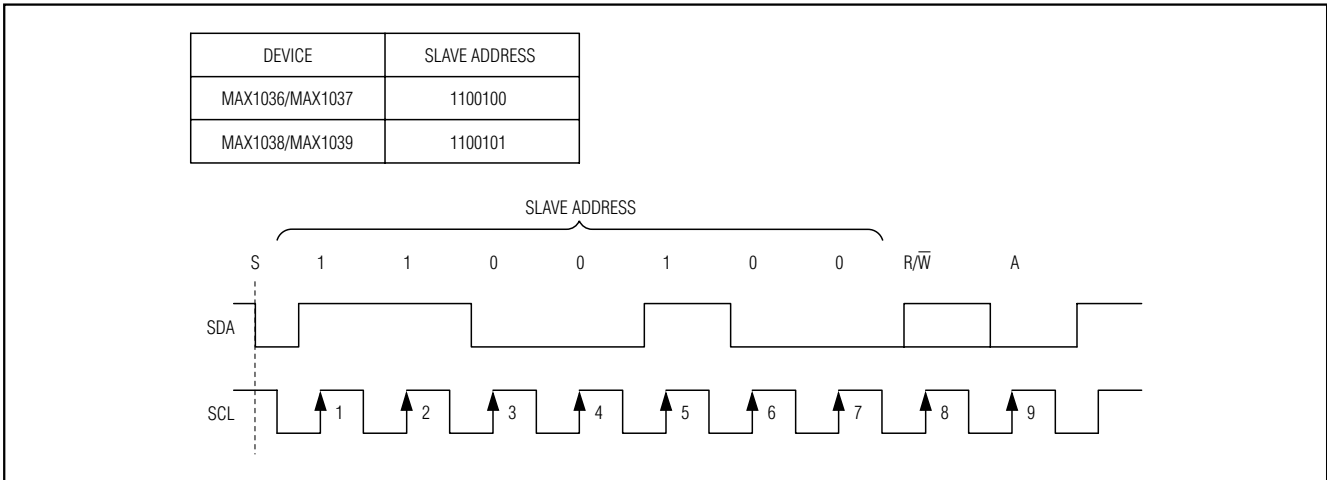 DEVICE SLAVE ADDRESS
MAX1036/MAX1037 1100100
MAX1038/MAX1039 1100101
SLAVE ADDRESS
S 1 1 0 0 1 0 0 R/W̅ A
SDA
SCL 1 2 3 4 5 6 7 8 9